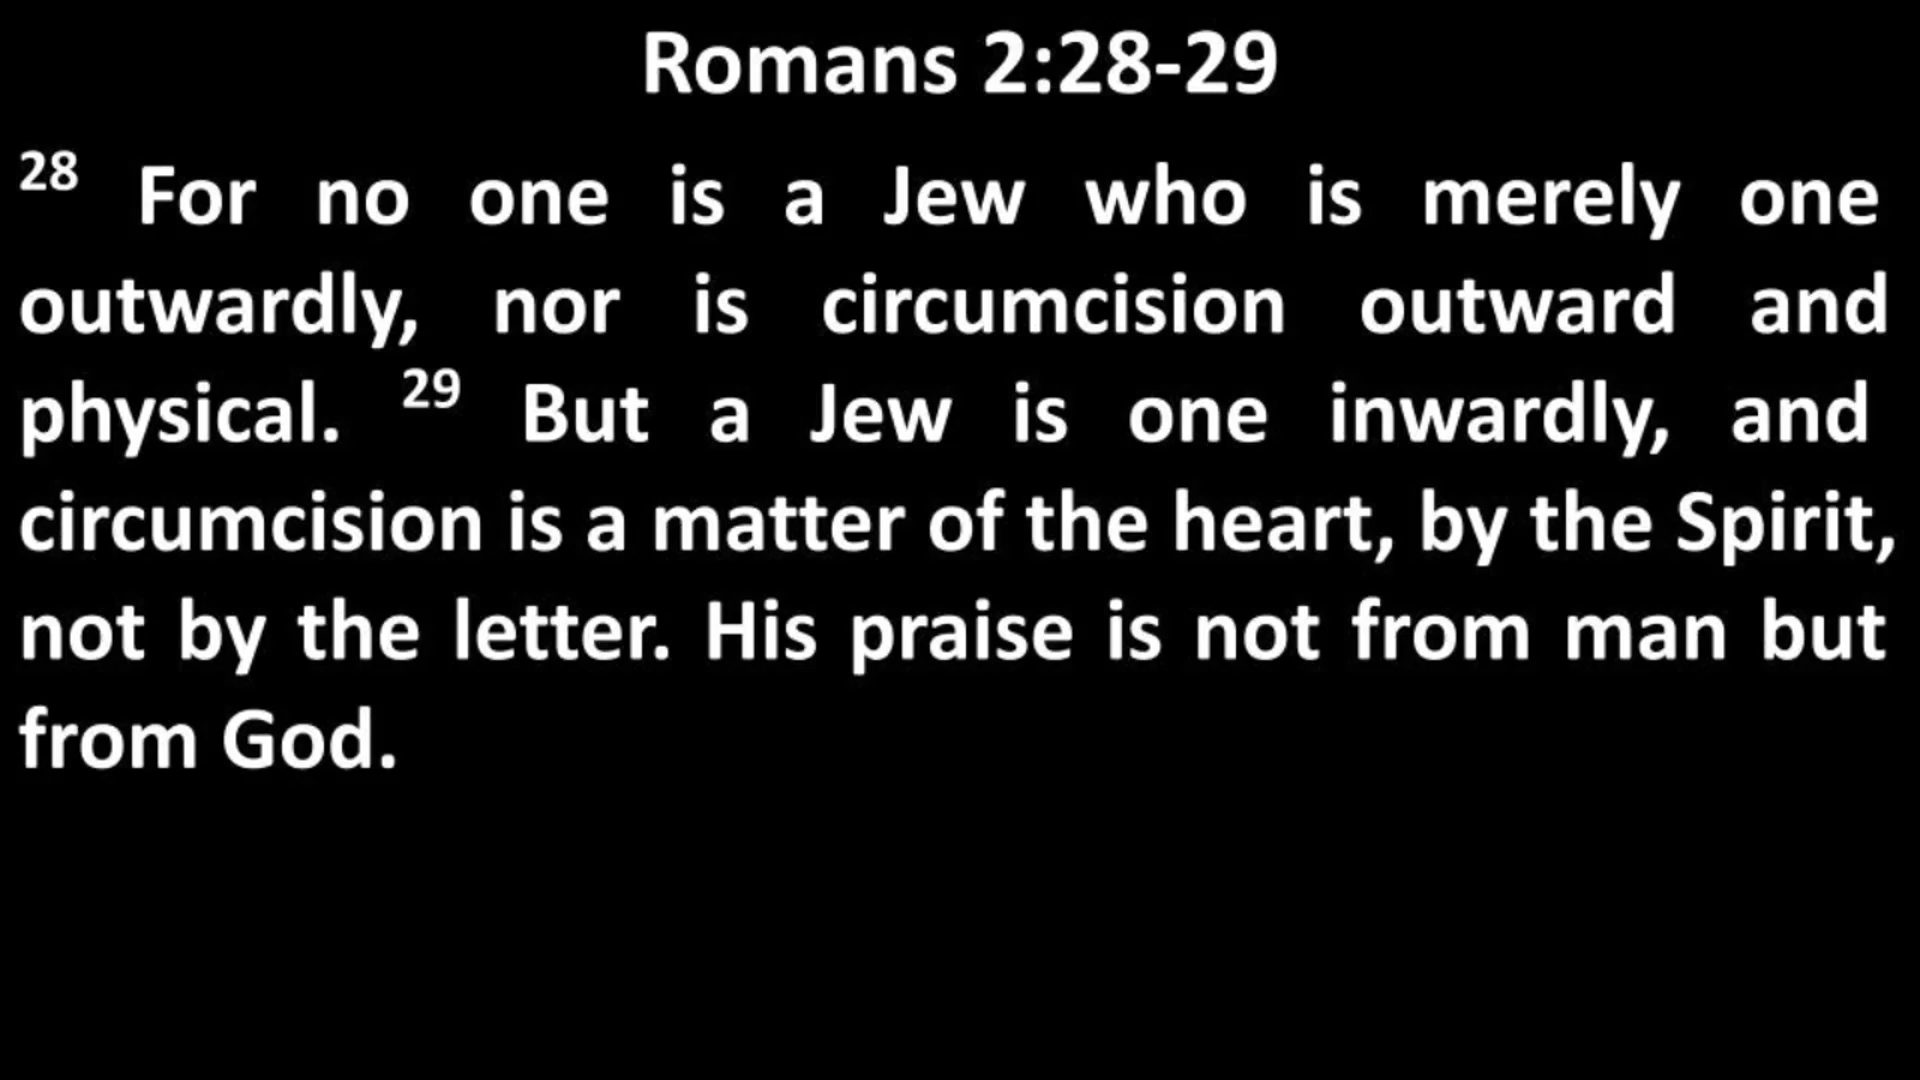 Romans 2:28-29
28 For no one is a Jew who is merely one
outwardly, nor is circumcision outward and
physical. 29 But a Jew is one inwardly, and
circumcision is a matter of the heart, by the Spirit,
not by the letter. His praise is not from man but
from God.